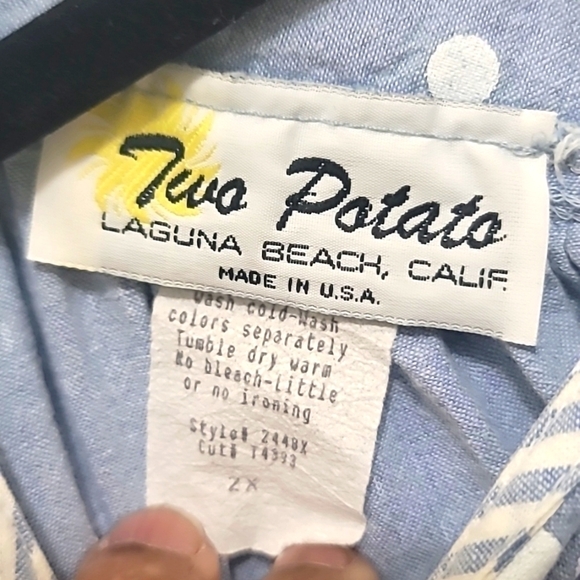 Two Potato
LAGUNA BEACH, CALIF.
MADE IN U.S.A.
Wash cold-Wash
colors separately
Tumble dry warm
No bleach-little
or no ironing
Style# 2448X
Cut# T4393
2X